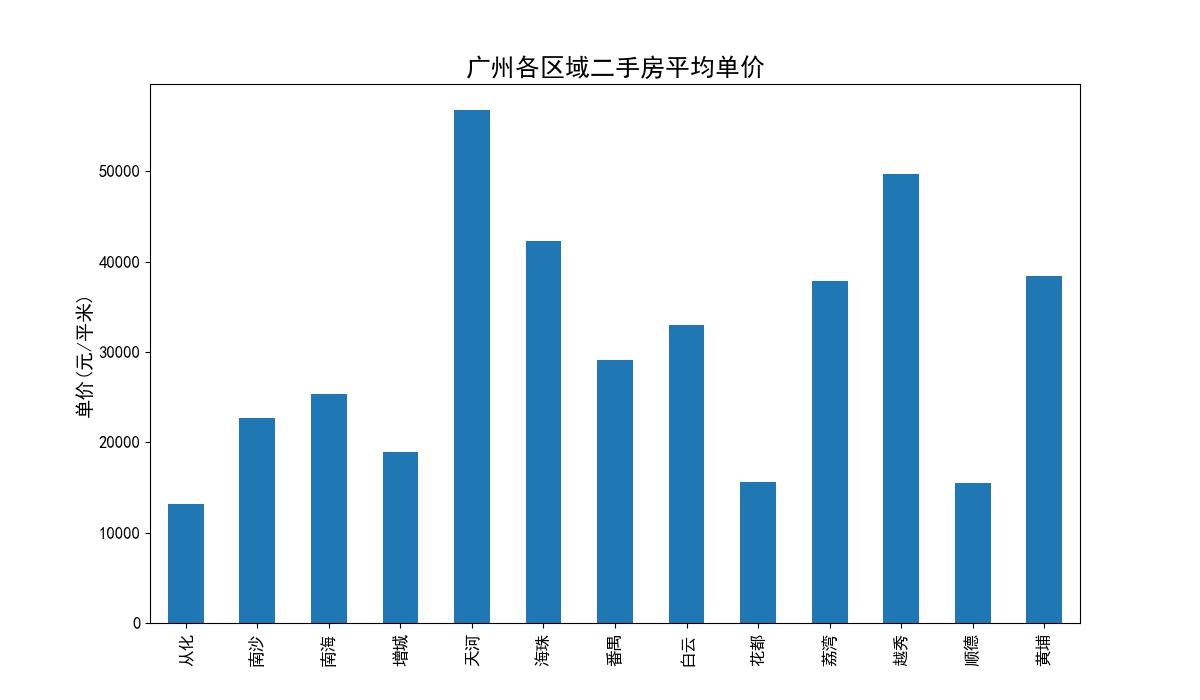 广州各区域二手房平均单价
单价(元/平米)
50000
40000
30000
20000
10000
0
从化
南沙
南海
增城
天河
海珠
番禺
白云
花都
荔湾
越秀
顺德
黄埔